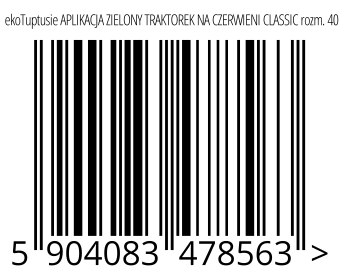 ekoTuptusie APLIKACJA ZIELONY TRAKTOREK NA CZERWIENI CLASSIC rozm. 40
5 904083 478563 >